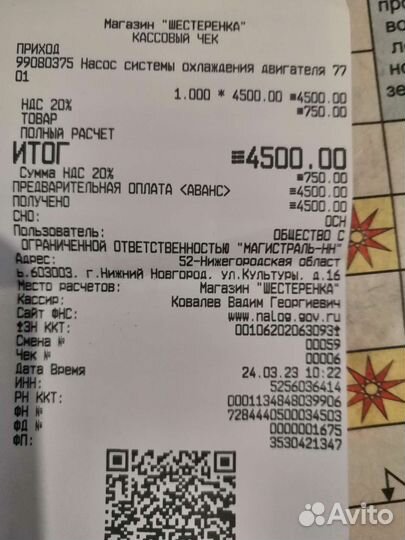 Магазин "ШЕСТЕРЕНКА"
КАССОВЫЙ ЧЕК
ПРИХОД
99080375 Насос системы охлаждения двигателя 77
01
1.000 * 4500.00 ≡4500.00
НДС 20% ≡750.00
ТОВАР
ПОЛНЫЙ РАСЧЕТ
ИТОГ ≡4500.00
Сумма НДС 20% ≡750.00
ПРЕДВАРИТЕЛЬНАЯ ОПЛАТА <АВАНС> ≡4500.00
ПОЛУЧЕНО ≡4500.00
СНО: ОСН
Пользователь: ОБЩЕСТВО С
ОГРАНИЧЕННОЙ ОТВЕТСТВЕННОСТЬЮ "МАГИСТРАЛЬ-НН"
Адрес: 52-Нижегородская област
ь.603003. г.Нижний Новгород. ул.Культуры. д.16
Место расчетов: Магазин "ШЕСТЕРЕНКА"
Кассир: Ковалев Вадим Георгиевич
Сайт ФНС: www.nalog.gov.ru
ЗН ККТ: 00106202063093
Смена № 00059
Чек № 00006
Дата Время 24.03.23 10:22
ИНН: 5256036414
РН ККТ: 0001134848039906
ФН № 7284440500034503
ФД № 0000001675
ФП: 3530421347
Avito